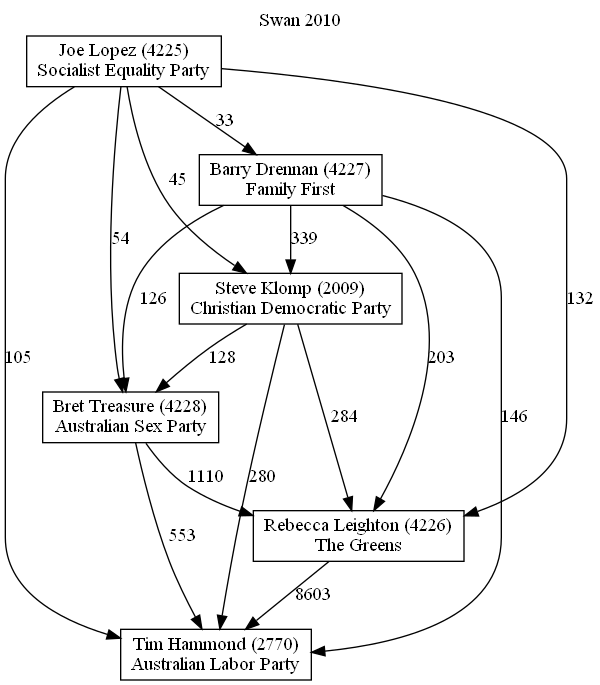 Swan 2010
Joe Lopez (4225)
Socialist Equality Party
33
Barry Drennan (4227)
Family First
45
54
339
Steve Klomp (2009)
Christian Democratic Party
126
132
105
128
203
Bret Treasure (4228)
Australian Sex Party
284
146
1110
280
Rebecca Leighton (4226)
The Greens
553
8603
Tim Hammond (2770)
Australian Labor Party